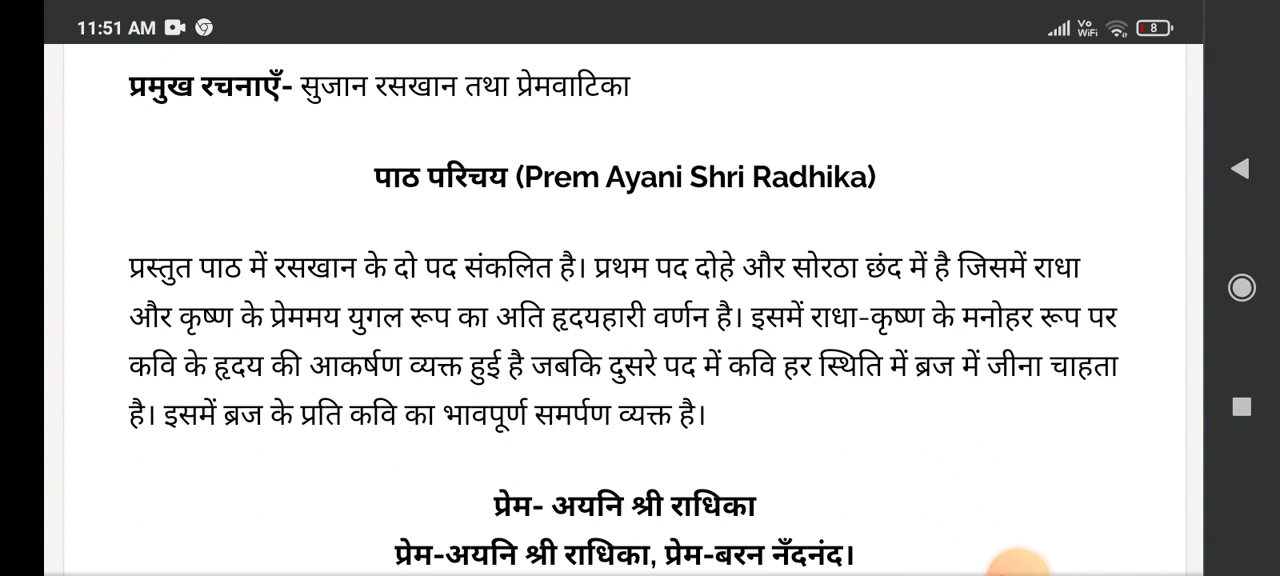 11:51 AM
Vo WiFi
8
प्रमुख रचनाएँ- सुजान रसखान तथा प्रेमवाटिका
पाठ परिचय (Prem Ayani Shri Radhika)
प्रस्तुत पाठ में रसखान के दो पद संकलित है। प्रथम पद दोहे और सोरठा छंद में है जिसमें राधा
और कृष्ण के प्रेममय युगल रूप का अति हृदयहारी वर्णन है। इसमें राधा-कृष्ण के मनोहर रूप पर
कवि के हृदय की आकर्षण व्यक्त हुई है जबकि दुसरे पद में कवि हर स्थिति में ब्रज में जीना चाहता
है। इसमें ब्रज के प्रति कवि का भावपूर्ण समर्पण व्यक्त है।
प्रेम- अयनि श्री राधिका
प्रेम-अयनि श्री राधिका, प्रेम-बरन नँदनंद।